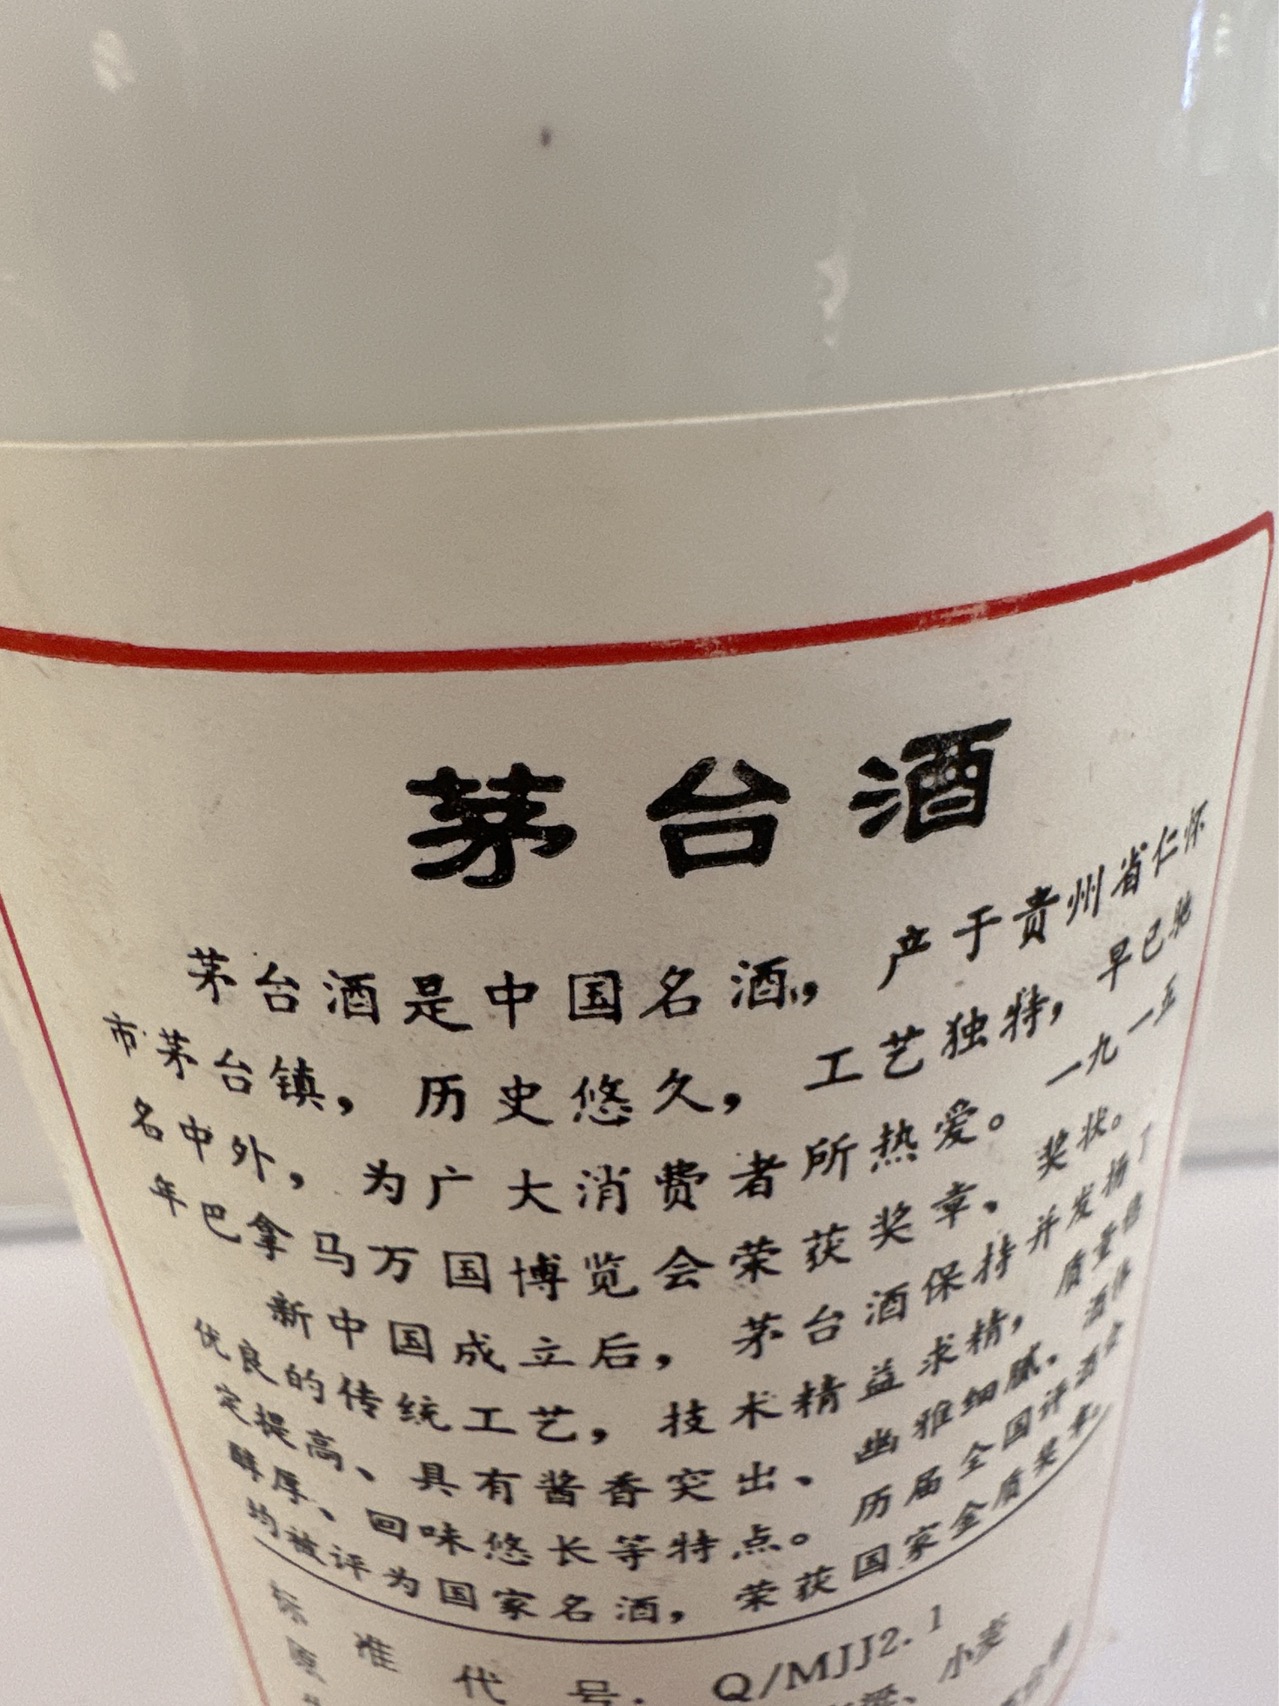 茅台酒
茅台酒是中国名酒，产于贵州省仁怀
市茅台镇，历史悠久，工艺独特，早已驰
名中外，为广大消费者所热爱。一九一五
年巴拿马万国博览会荣获奖章、奖状。
新中国成立后，茅台酒保持并发扬了
优良的传统工艺，技术精益求精，质量稳
定提高、具有酱香突出、幽雅细腻、酒体
醇厚、回味悠长等特点。历届全国评酒会
均被评为国家名酒，荣获国家金质奖章。
标准代号：Q/MJJ2.1
原 小麦